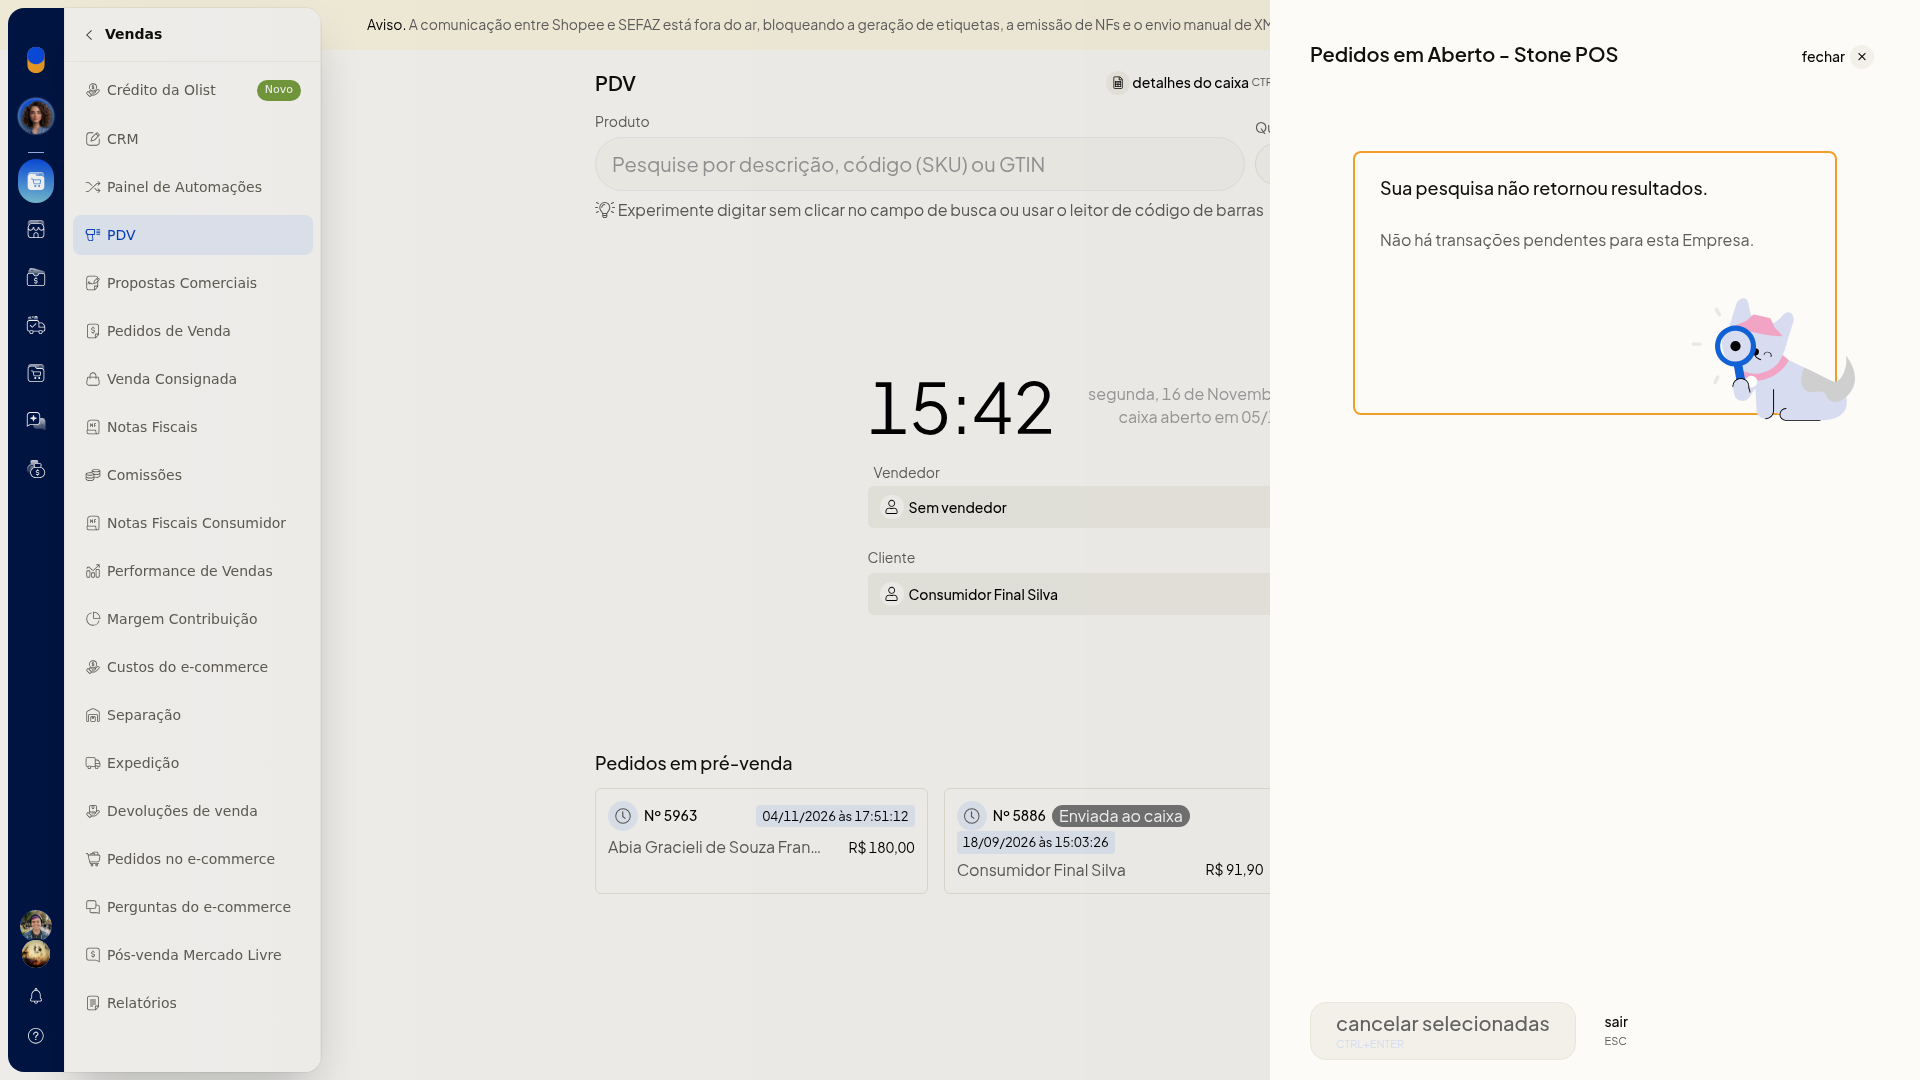 Vendas
Crédito da Olist
Novo
CRM
Painel de Automações
PDV
Propostas Comerciais
Pedidos de Venda
Venda Consignada
Notas Fiscais
Comissões
Notas Fiscais Consumidor
Performance de Vendas
Margem Contribuição
Custos do e-commerce
Separação
Expedição
Devoluções de venda
Pedidos no e-commerce
Perguntas do e-commerce
Pós-venda Mercado Livre
Relatórios
Aviso. A comunicação entre Shopee e SEFAZ está fora do ar, bloqueando a geração de etiquetas, a emissão de NFs e o envio manual de XM
PDV
detalhes do caixa CTR
Produto
Qu
Pesquise por descrição, código (SKU) ou GTIN
Experimente digitar sem clicar no campo de busca ou usar o leitor de código de barras
15:42
segunda, 16 de Novemb
caixa aberto em 05/
Vendedor
Sem vendedor
Cliente
Consumidor Final Silva
Pedidos em pré-venda
Nº 5963
04/11/2026 às 17:51:12
Abia Gracieli de Souza Fran...
R$ 180,00
Nº 5886
Enviada ao caixa
18/09/2026 às 15:03:26
Consumidor Final Silva
R$ 91,90
Pedidos em Aberto - Stone POS
fechar
Sua pesquisa não retornou resultados.
Não há transações pendentes para esta Empresa.
cancelar selecionadas
CTRL+ENTER
sair
ESC